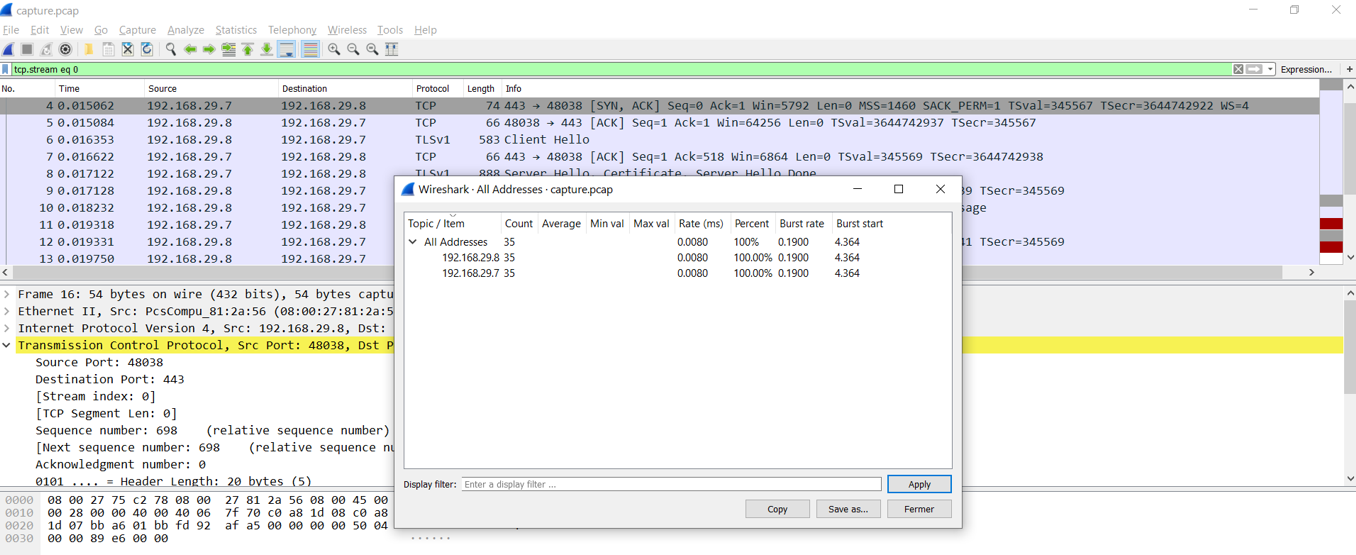 capture.pcap
File Edit View Go Capture Analyze Statistics Telephony Wireless Tools Help
tcp.stream eq 0 Expression... +
No. Time Source Destination Protocol Length Info
4 0.015062 192.168.29.7 192.168.29.8 TCP 74 443 → 48038 [SYN, ACK] Seq=0 Ack=1 Win=5792 Len=0 MSS=1460 SACK_PERM=1 TSval=345567 TSecr=3644742922 WS=4
5 0.015084 192.168.29.8 192.168.29.7 TCP 66 48038 → 443 [ACK] Seq=1 Ack=1 Win=64256 Len=0 TSval=3644742937 TSecr=345567
6 0.016353 192.168.29.8 192.168.29.7 TLSv1 583 Client Hello
7 0.016622 192.168.29.7 192.168.29.8 TCP 66 443 → 48038 [ACK] Seq=1 Ack=518 Win=6864 Len=0 TSval=345569 TSecr=3644742938
8 0.017122 192.168.29.7 192.168.29.8 TLSv1 888 Server Hello, Certificate, Server Hello Done
9 0.017128 192.168.29.8 192.168.29.7 39 TSecr=345569
10 0.018232 192.168.29.8 192.168.29.7 sage
11 0.019318 192.168.29.7 192.168.29.8
12 0.019331 192.168.29.8 192.168.29.7 41 TSecr=345569
13 0.019750 192.168.29.8 192.168.29.7
Frame 16: 54 bytes on wire (432 bits), 54 bytes captu
Ethernet II, Src: PcsCompu_81:2a:56 (08:00:27:81:2a:5
Internet Protocol Version 4, Src: 192.168.29.8, Dst:
Transmission Control Protocol, Src Port: 48038, Dst P
Source Port: 48038
Destination Port: 443
[Stream index: 0]
[TCP Segment Len: 0]
Sequence number: 698 (relative sequence number)
[Next sequence number: 698 (relative sequence nu
Acknowledgment number: 0
0101 .... = Header Length: 20 bytes (5)
0000 08 00 27 75 c2 78 08 00 27 81 2a 56 08 00 45 00
0010 00 28 00 00 40 00 40 06 7f 70 c0 a8 1d 08 c0 a8
0020 1d 07 bb a6 01 bb fd 92 af a5 00 00 00 00 50 04
0030 00 00 89 e6 00 00 ······
Wireshark · All Addresses · capture.pcap
Topic / Item Count Average Min val Max val Rate (ms) Percent Burst rate Burst start
All Addresses 35 0.0080 100% 0.1900 4.364
192.168.29.8 35 0.0080 100.00% 0.1900 4.364
192.168.29.7 35 0.0080 100.00% 0.1900 4.364
Display filter: Enter a display filter ... Apply
Copy Save as... Fermer